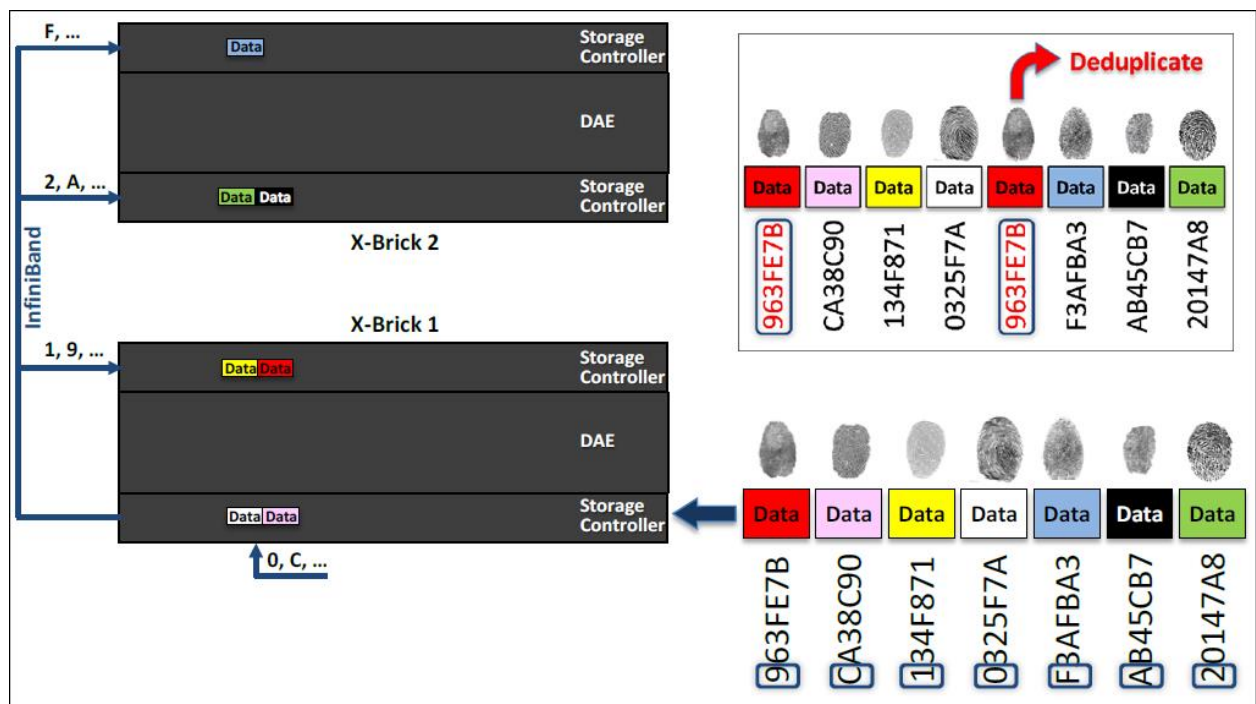 F, ...
Data
Storage
Controller
DAE
2, A, ...
Data Data
Storage
Controller
X-Brick 2
InfiniBand
X-Brick 1
1, 9, ...
Data Data
Storage
Controller
DAE
Data Data
Storage
Controller
0, C, ...
Deduplicate
Data Data Data Data Data Data Data Data
963FE7B
CA38C90
134F871
0325F7A
963FE7B
F3AFBA3
AB45CB7
20147A8
Data Data Data Data Data Data Data
963FE7B
CA38C90
134F871
0325F7A
F3AFBA3
AB45CB7
20147A8